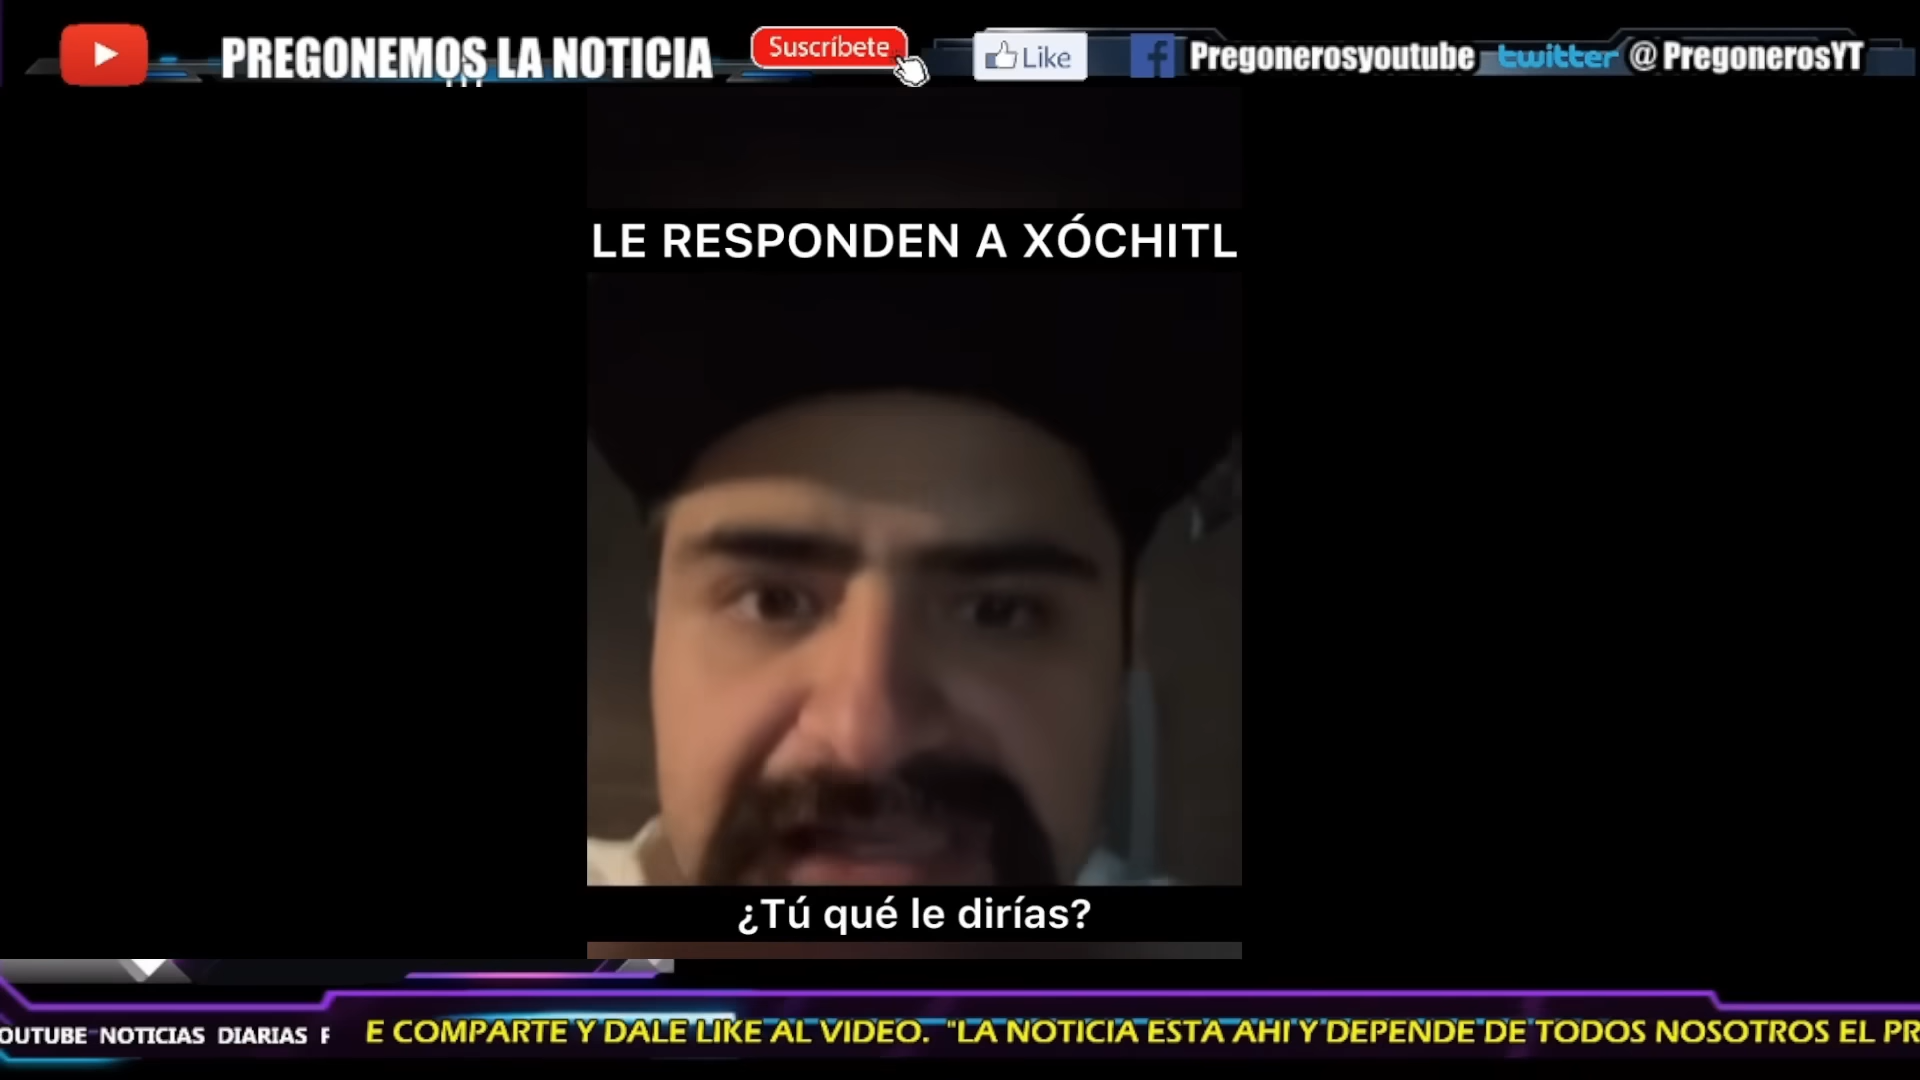 PREGONEMOS LA NOTICIA
Suscríbete
Like
Pregonerosyoutube
twitter @PregonerosYT
LE RESPONDEN A XÓCHITL
¿Tú qué le dirías?
OUTUBE NOTICIAS DIARIAS
E COMPARTE Y DALE LIKE AL VIDEO. "LA NOTICIA ESTA AHI Y DEPENDE DE TODOS NOSOTROS EL PR